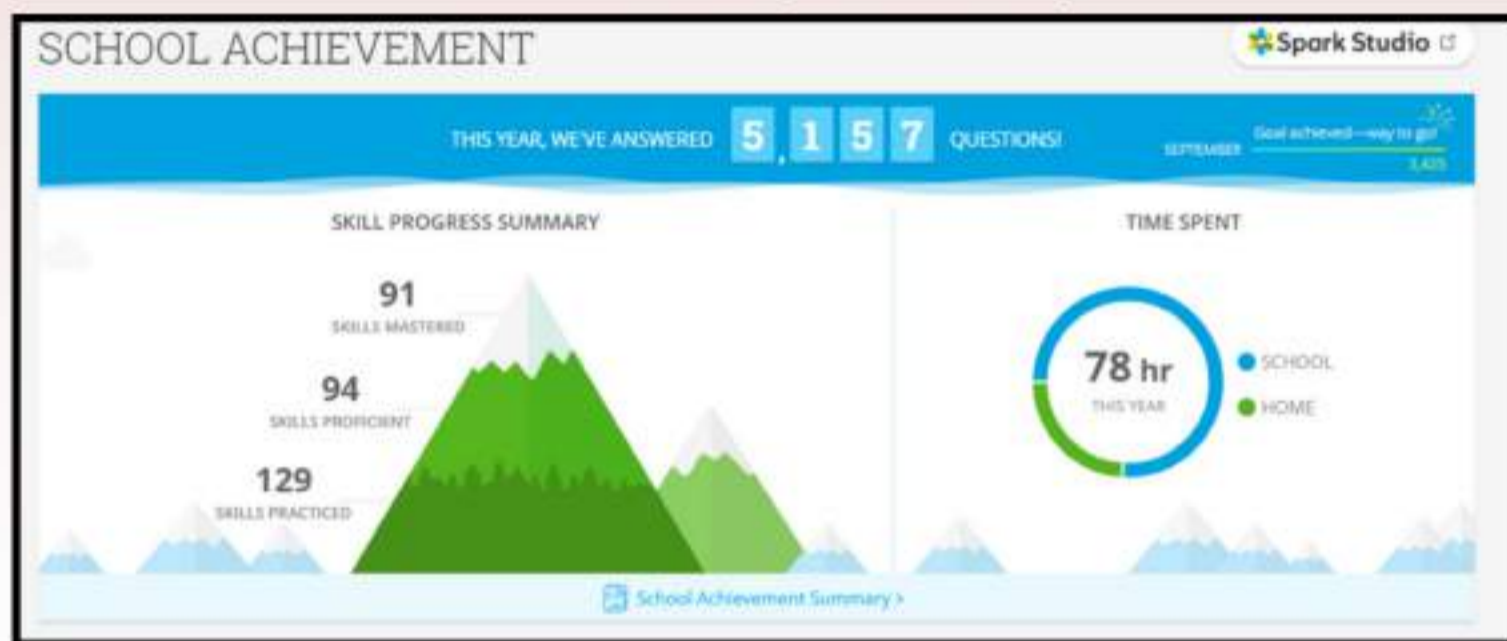 SCHOOL ACHIEVEMENT
Spark Studio
THIS YEAR, WE'VE ANSWERED 5,157 QUESTIONS!
SEPTEMBER
Goal achieved—way to go!
3,425
SKILL PROGRESS SUMMARY
91
SKILLS MASTERED
94
SKILLS PROFICIENT
129
SKILLS PRACTICED
TIME SPENT
78 hr
THIS YEAR
SCHOOL
HOME
School Achievement Summary >